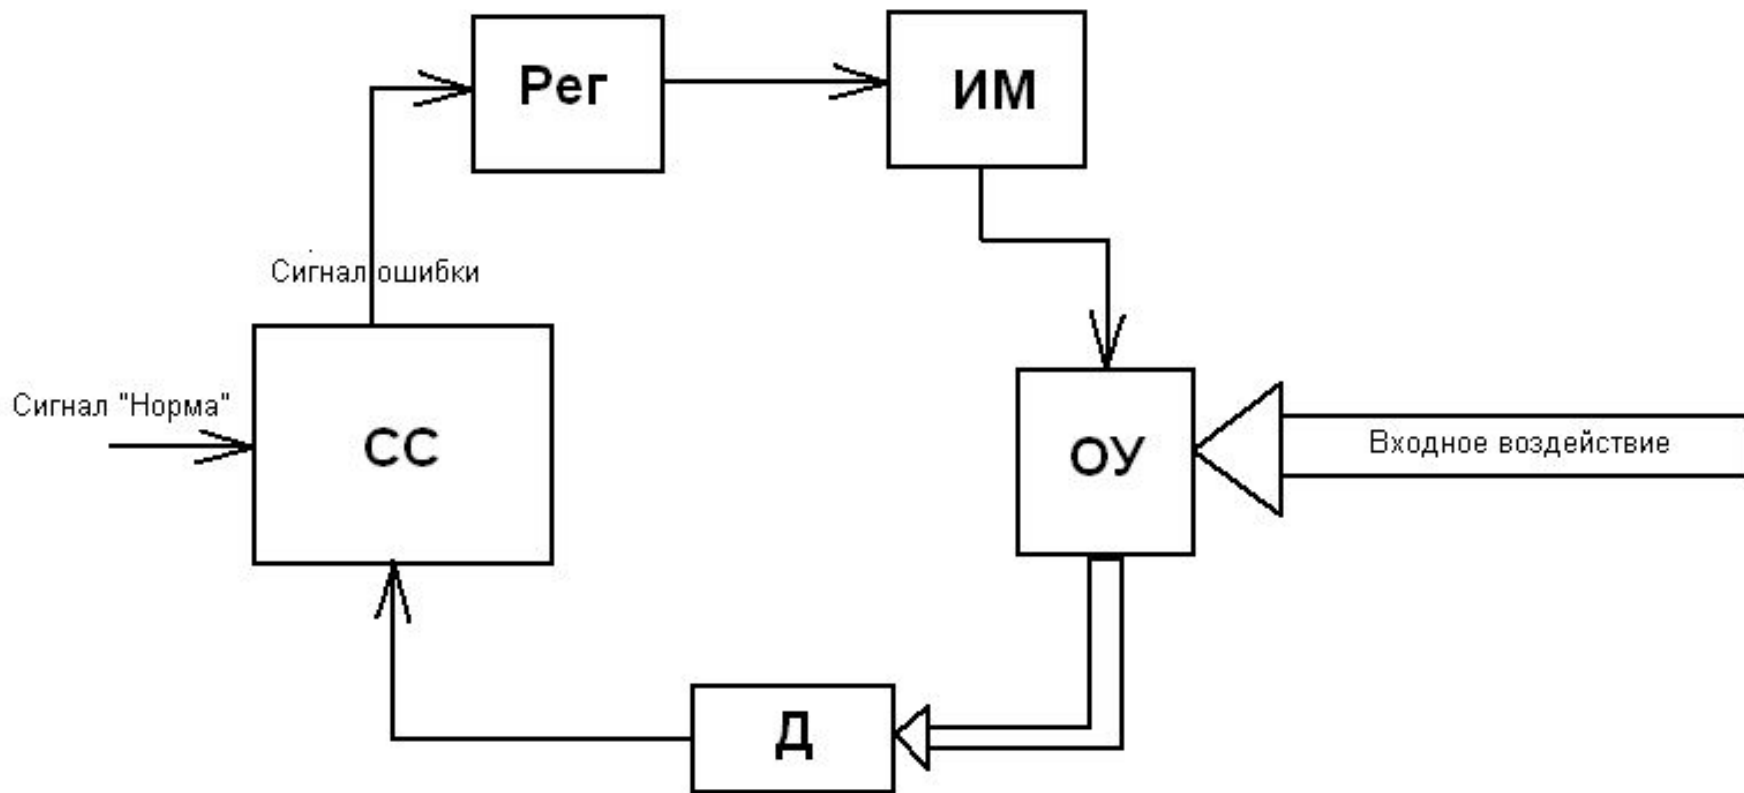 Рег
ИМ
Сигнал ошибки
Сигнал "Норма"
СС
ОУ
Входное воздействие
Д